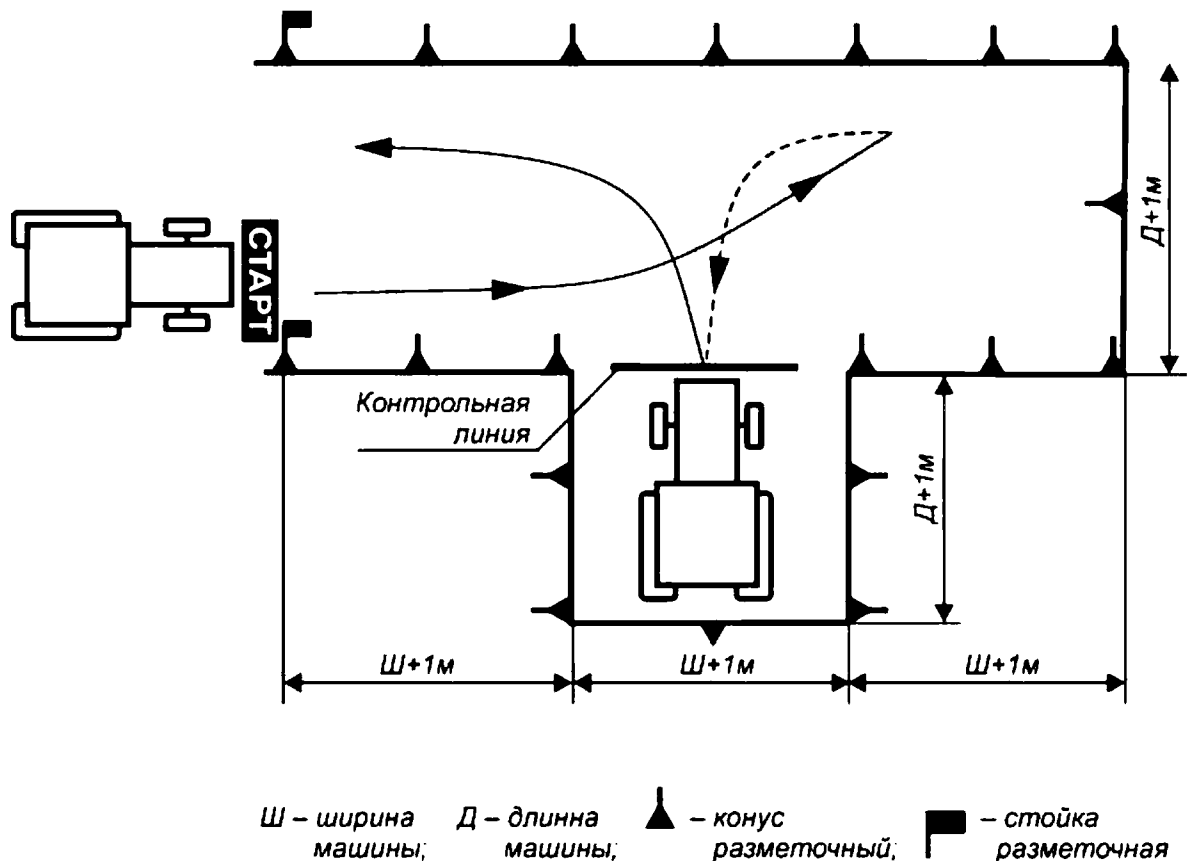 СТАРТ
Д+1м
Контрольная
линия
Д+1м
Ш+1м Ш+1м Ш+1м
Ш – ширина Д – длинна – конус – стойка
машины; машины; разметочный; разметочная